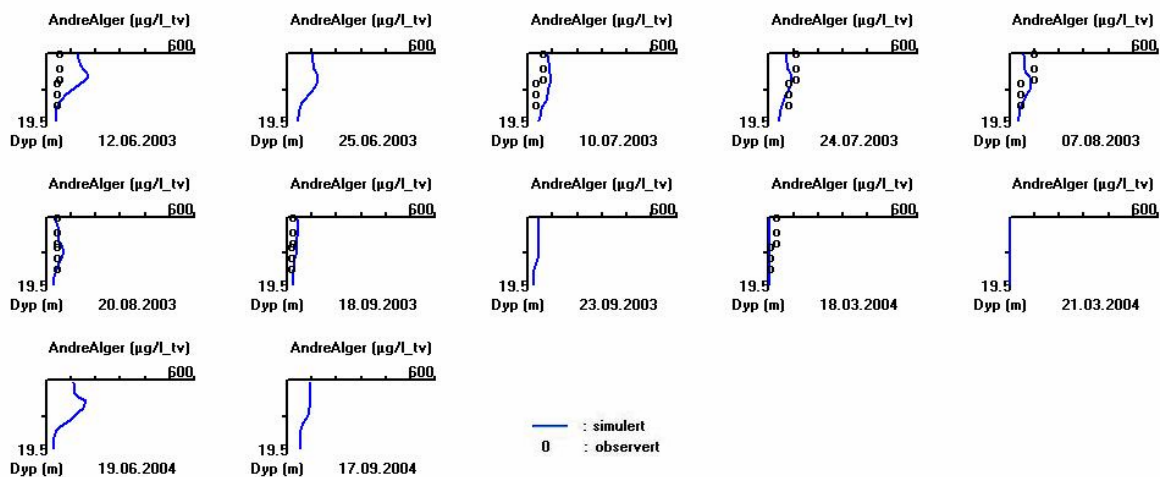 AndreAlger (µg/l_tv) AndreAlger (µg/l_tv) AndreAlger (µg/l_tv) AndreAlger (µg/l_tv) AndreAlger (µg/l_tv)
600 600 600 600 600
19.5 19.5 19.5 19.5 19.5
Dyp (m) 12.06.2003 Dyp (m) 25.06.2003 Dyp (m) 10.07.2003 Dyp (m) 24.07.2003 Dyp (m) 07.08.2003
AndreAlger (µg/l_tv) AndreAlger (µg/l_tv) AndreAlger (µg/l_tv) AndreAlger (µg/l_tv) AndreAlger (µg/l_tv)
600 600 600 600 600
19.5 19.5 19.5 19.5 19.5
Dyp (m) 20.08.2003 Dyp (m) 18.09.2003 Dyp (m) 23.09.2003 Dyp (m) 18.03.2004 Dyp (m) 21.03.2004
AndreAlger (µg/l_tv) AndreAlger (µg/l_tv)
600 600
: simulert
19.5 19.5 0 : observert
Dyp (m) 19.06.2004 Dyp (m) 17.09.2004